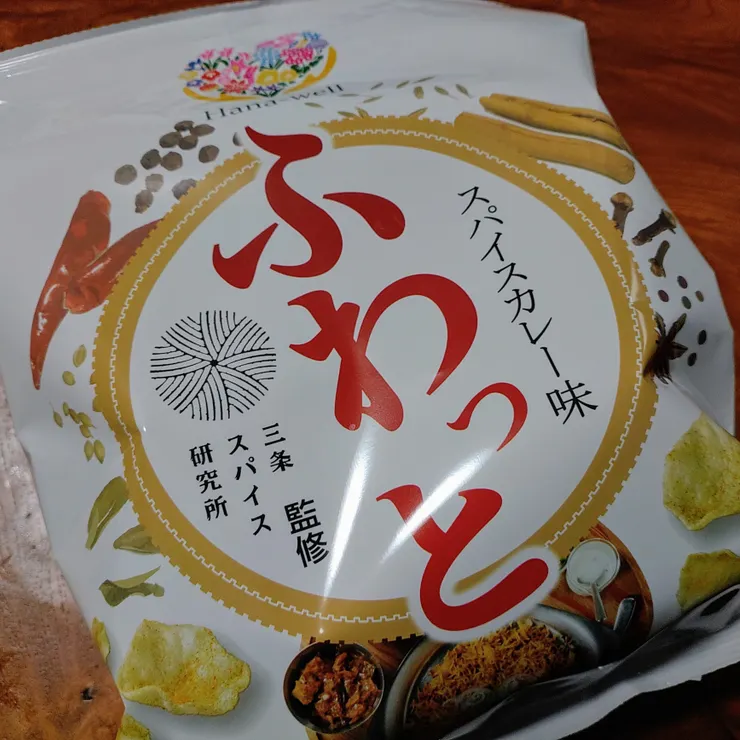 Hana-well
スパイスカレー味
ふわっと
三条
スパイス
研究所
監修